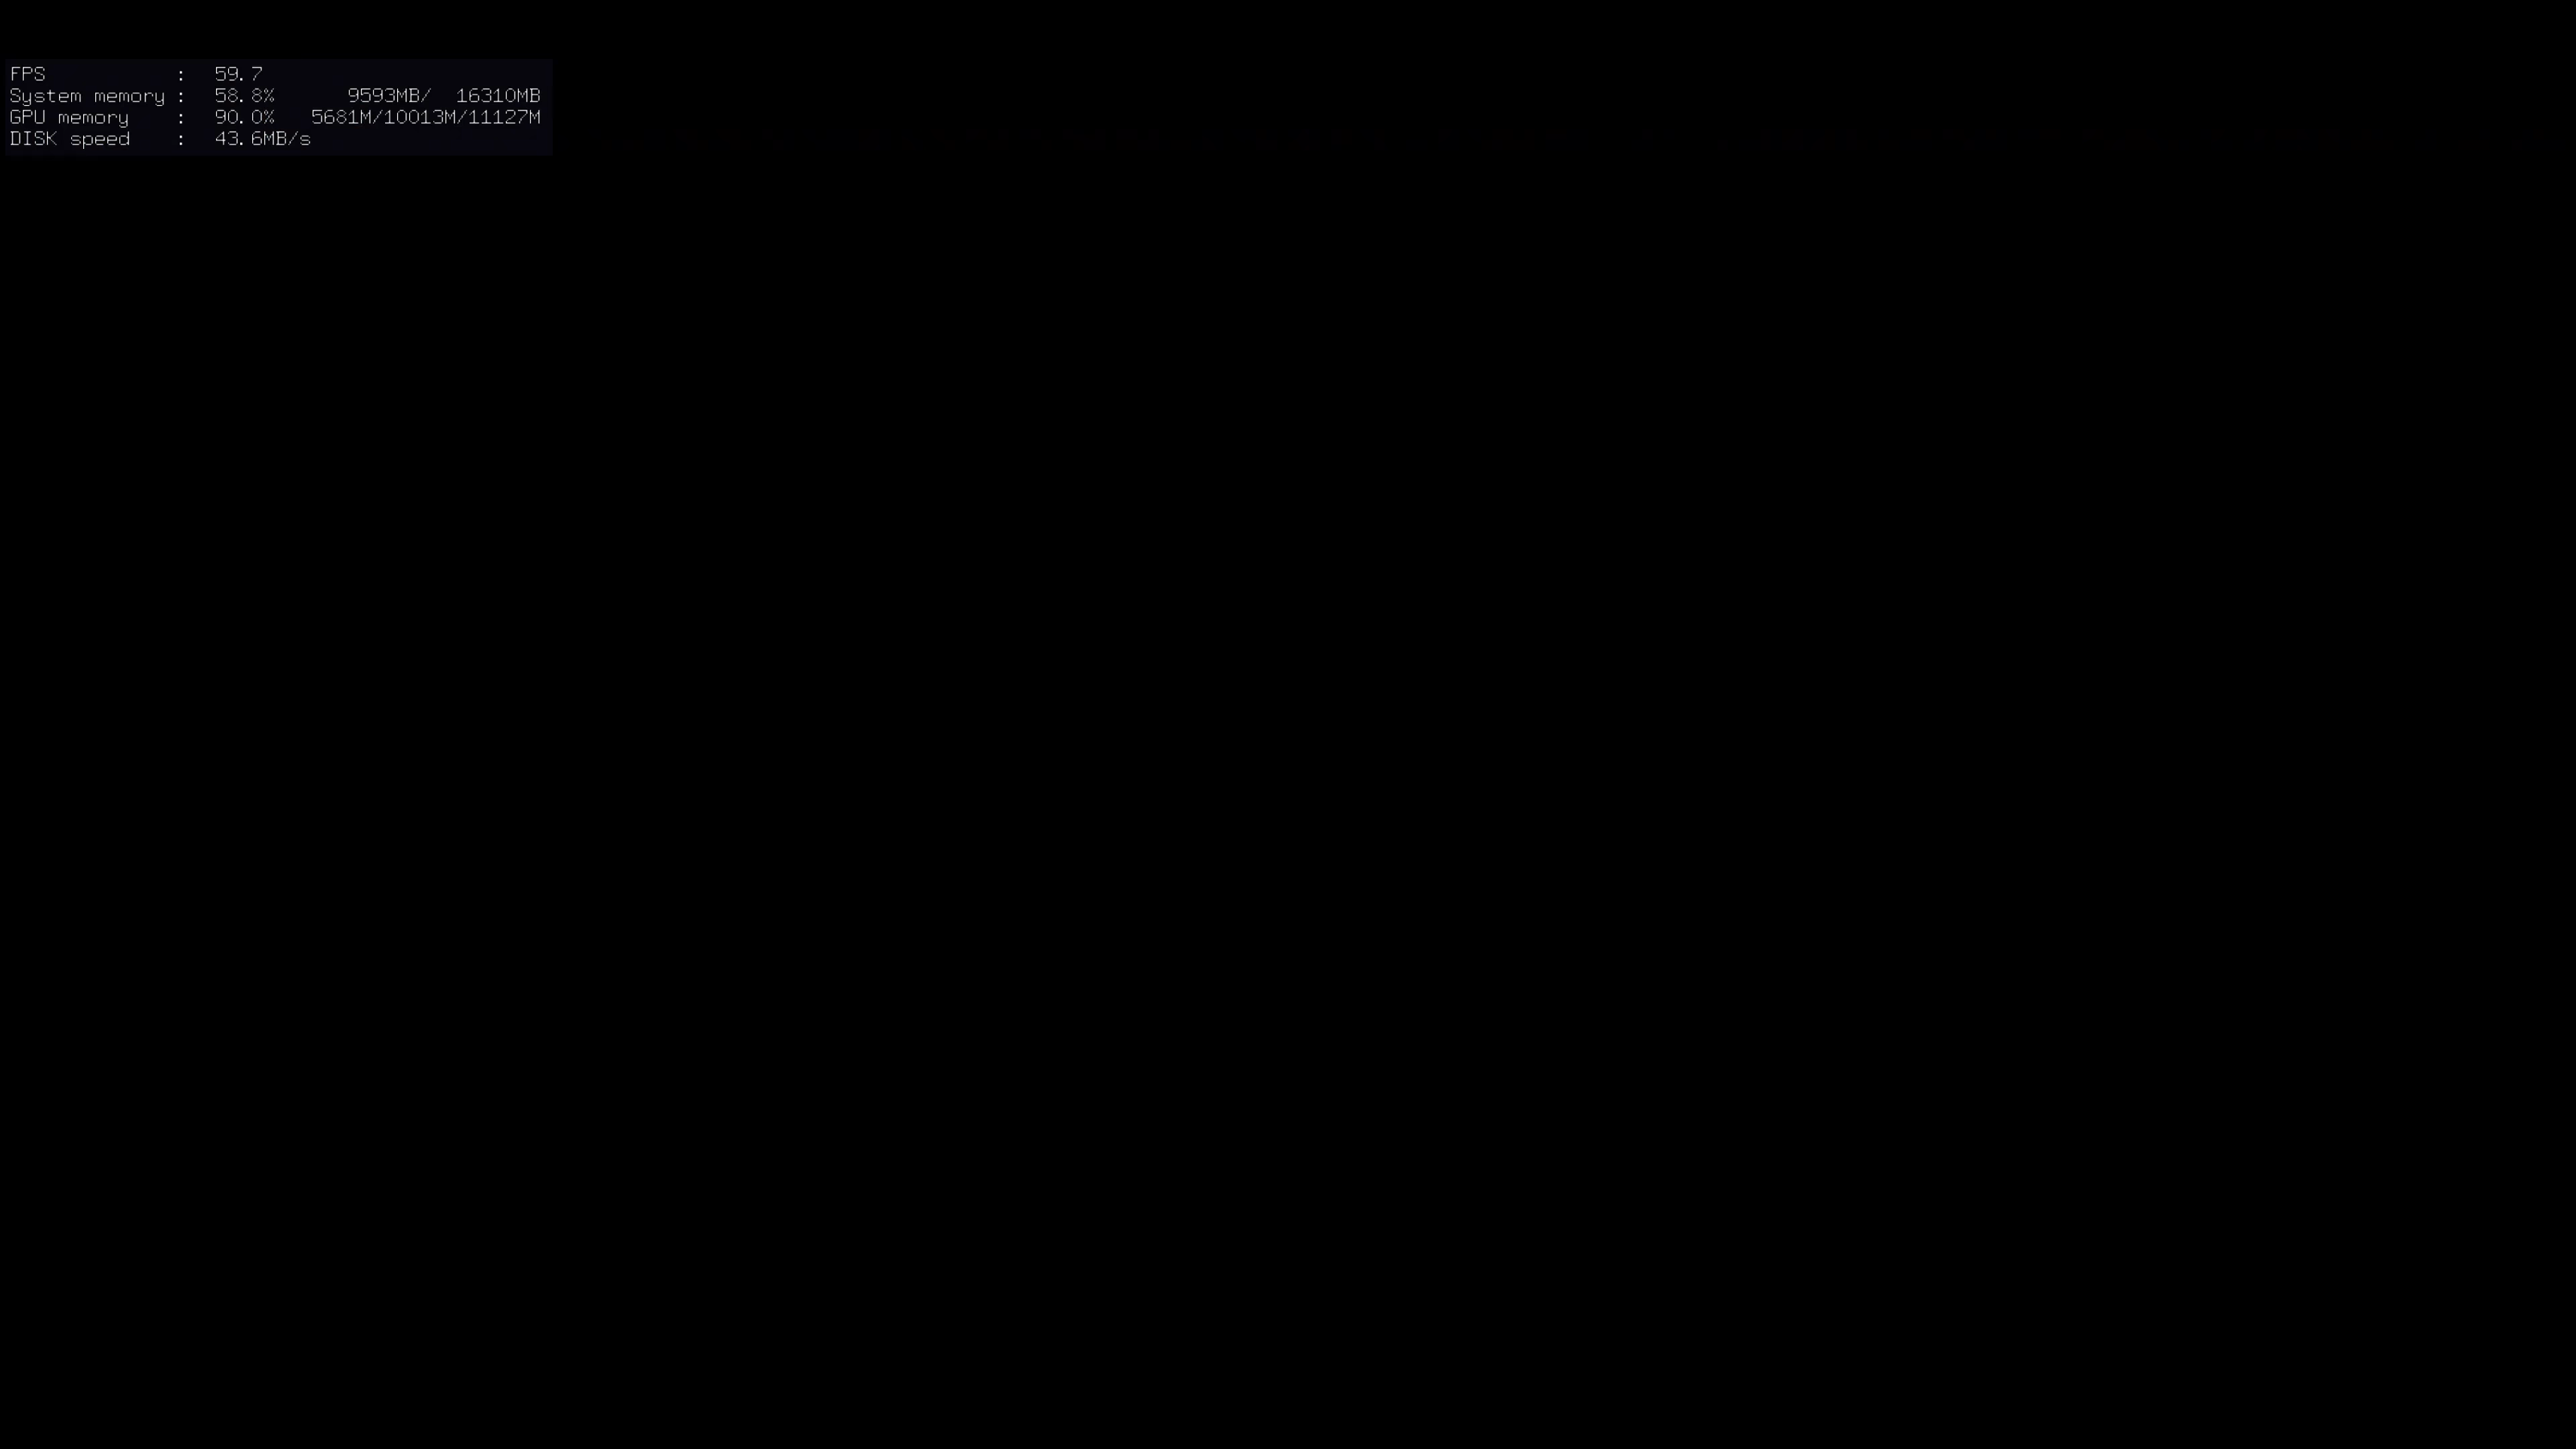 FPS : 59.7
System memory : 58.8% 9593MB/ 16310MB
GPU memory : 90.0% 5681M/10013M/11127M
DISK speed : 43.6MB/s